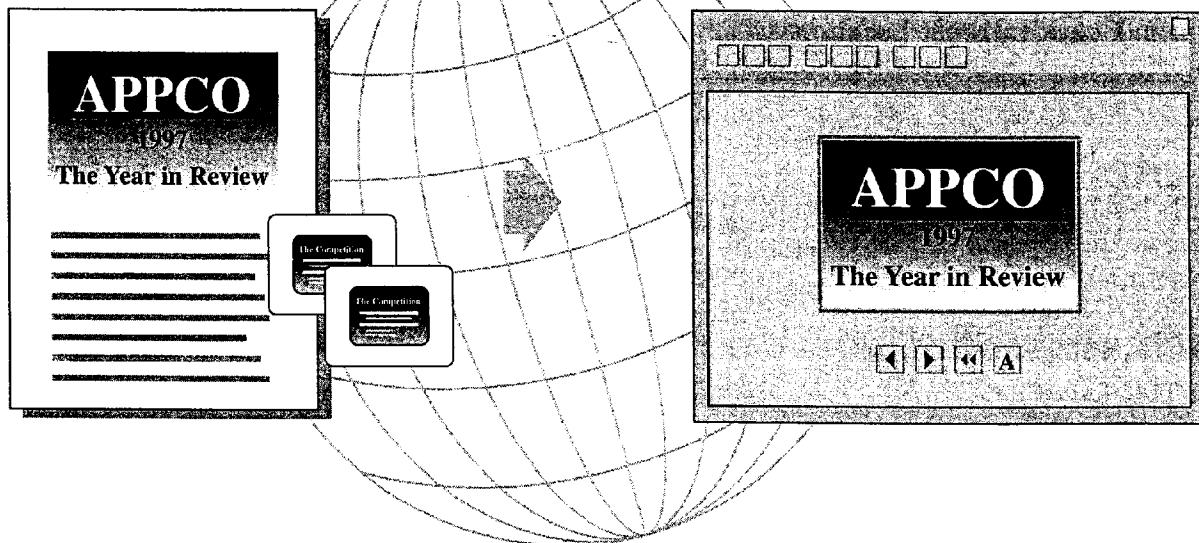 APPCO
1997
The Year in Review
The Competition
The Competition
APPCO
1997
The Year in Review
A